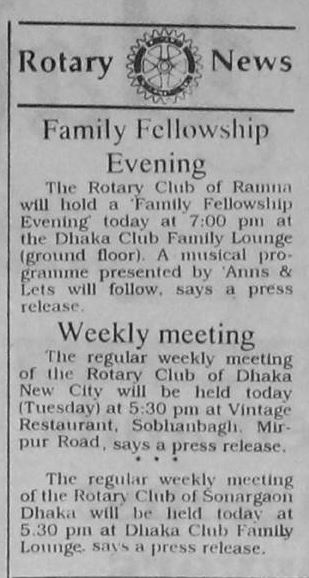 Rotary News
Family Fellowship
Evening
The Rotary Club of Ramna
will hold a 'Family Fellowship
Evening' today at 7:00 pm at
the Dhaka Club Family Lounge
(ground floor). A musical pro-
gramme presented by 'Anns &
Lets will follow, says a press
release.
Weekly meeting
The regular weekly meeting
of the Rotary Club of Dhaka
New City will be held today
(Tuesday) at 5:30 pm at Vintage
Restaurant, Sobhanbagh, Mir-
pur Road, says a press release.
* * *
The regular weekly meeting
of the Rotary Club of Sonargaon
Dhaka will be held today at
5.30 pm at Dhaka Club Family
Lounge, says a press release.